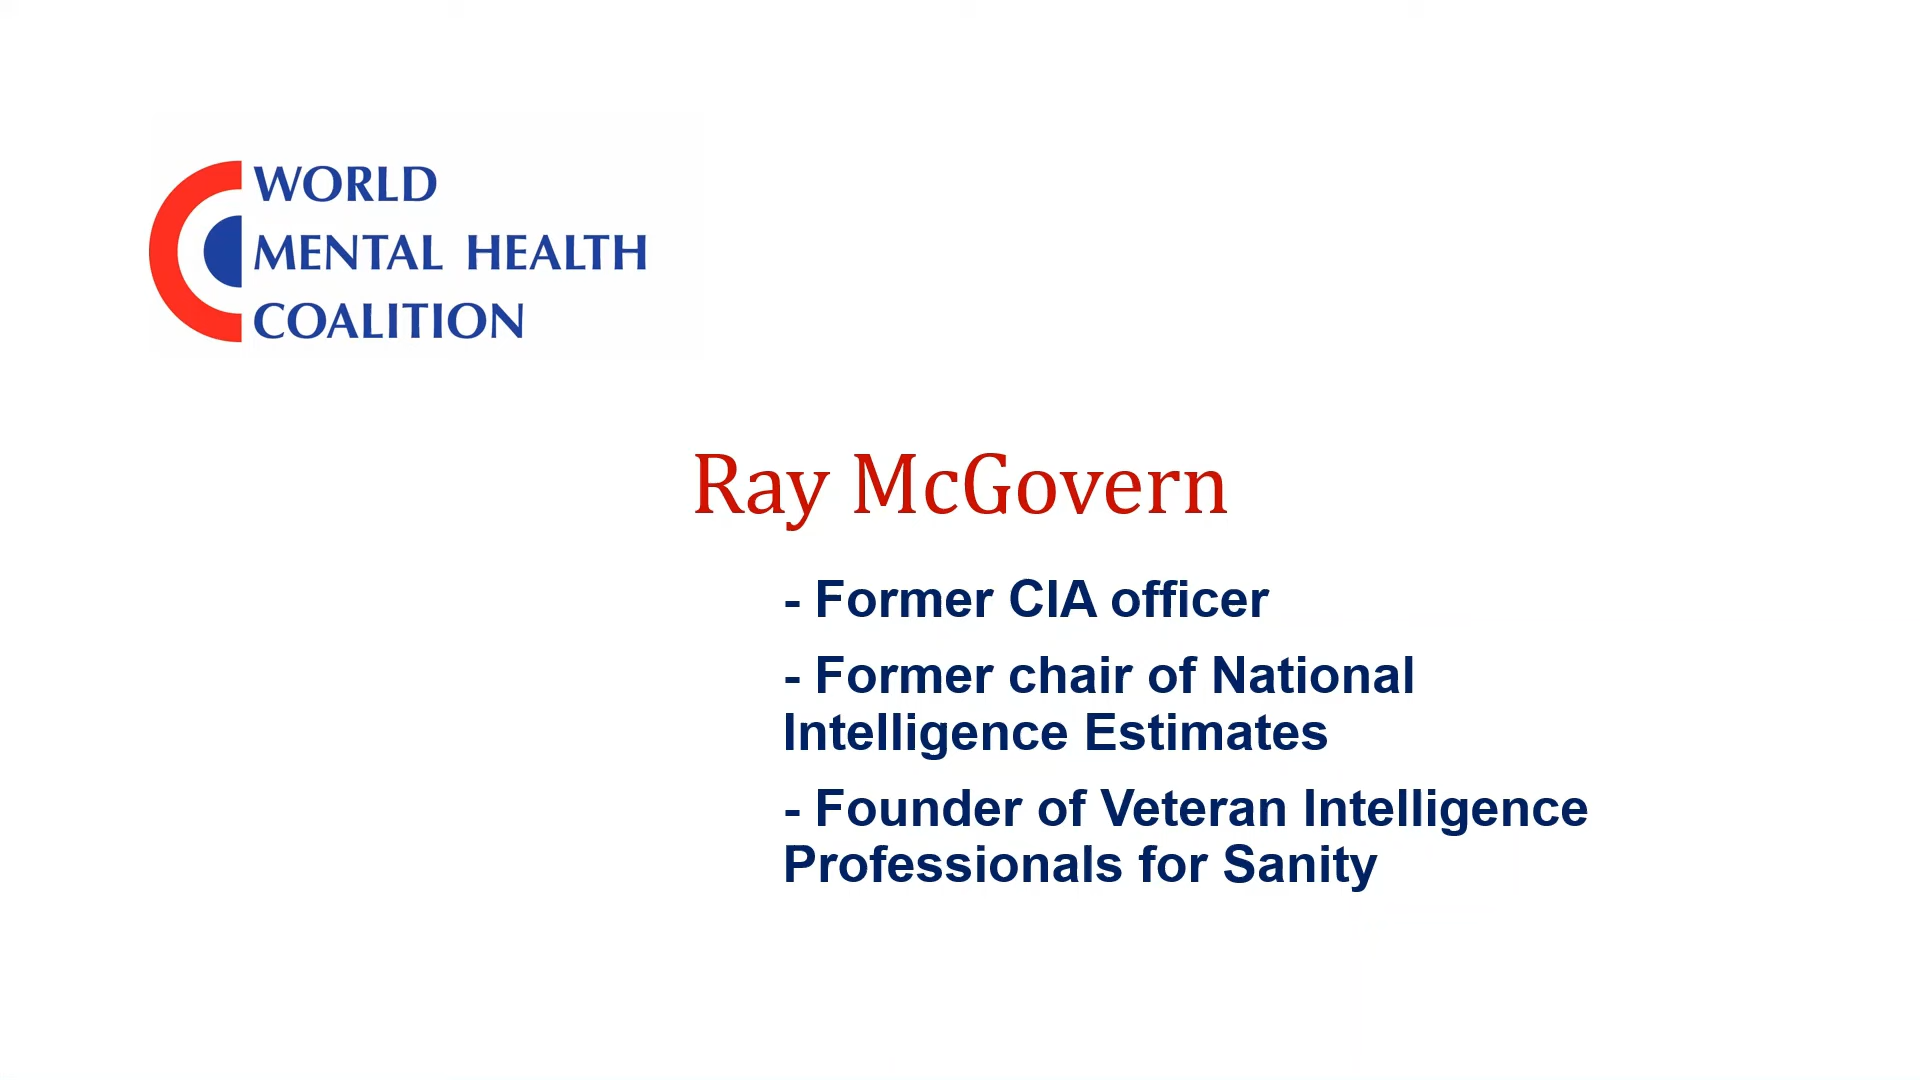 WORLD
MENTAL HEALTH
COALITION
Ray McGovern
- Former CIA officer
- Former chair of National
Intelligence Estimates
- Founder of Veteran Intelligence
Professionals for Sanity